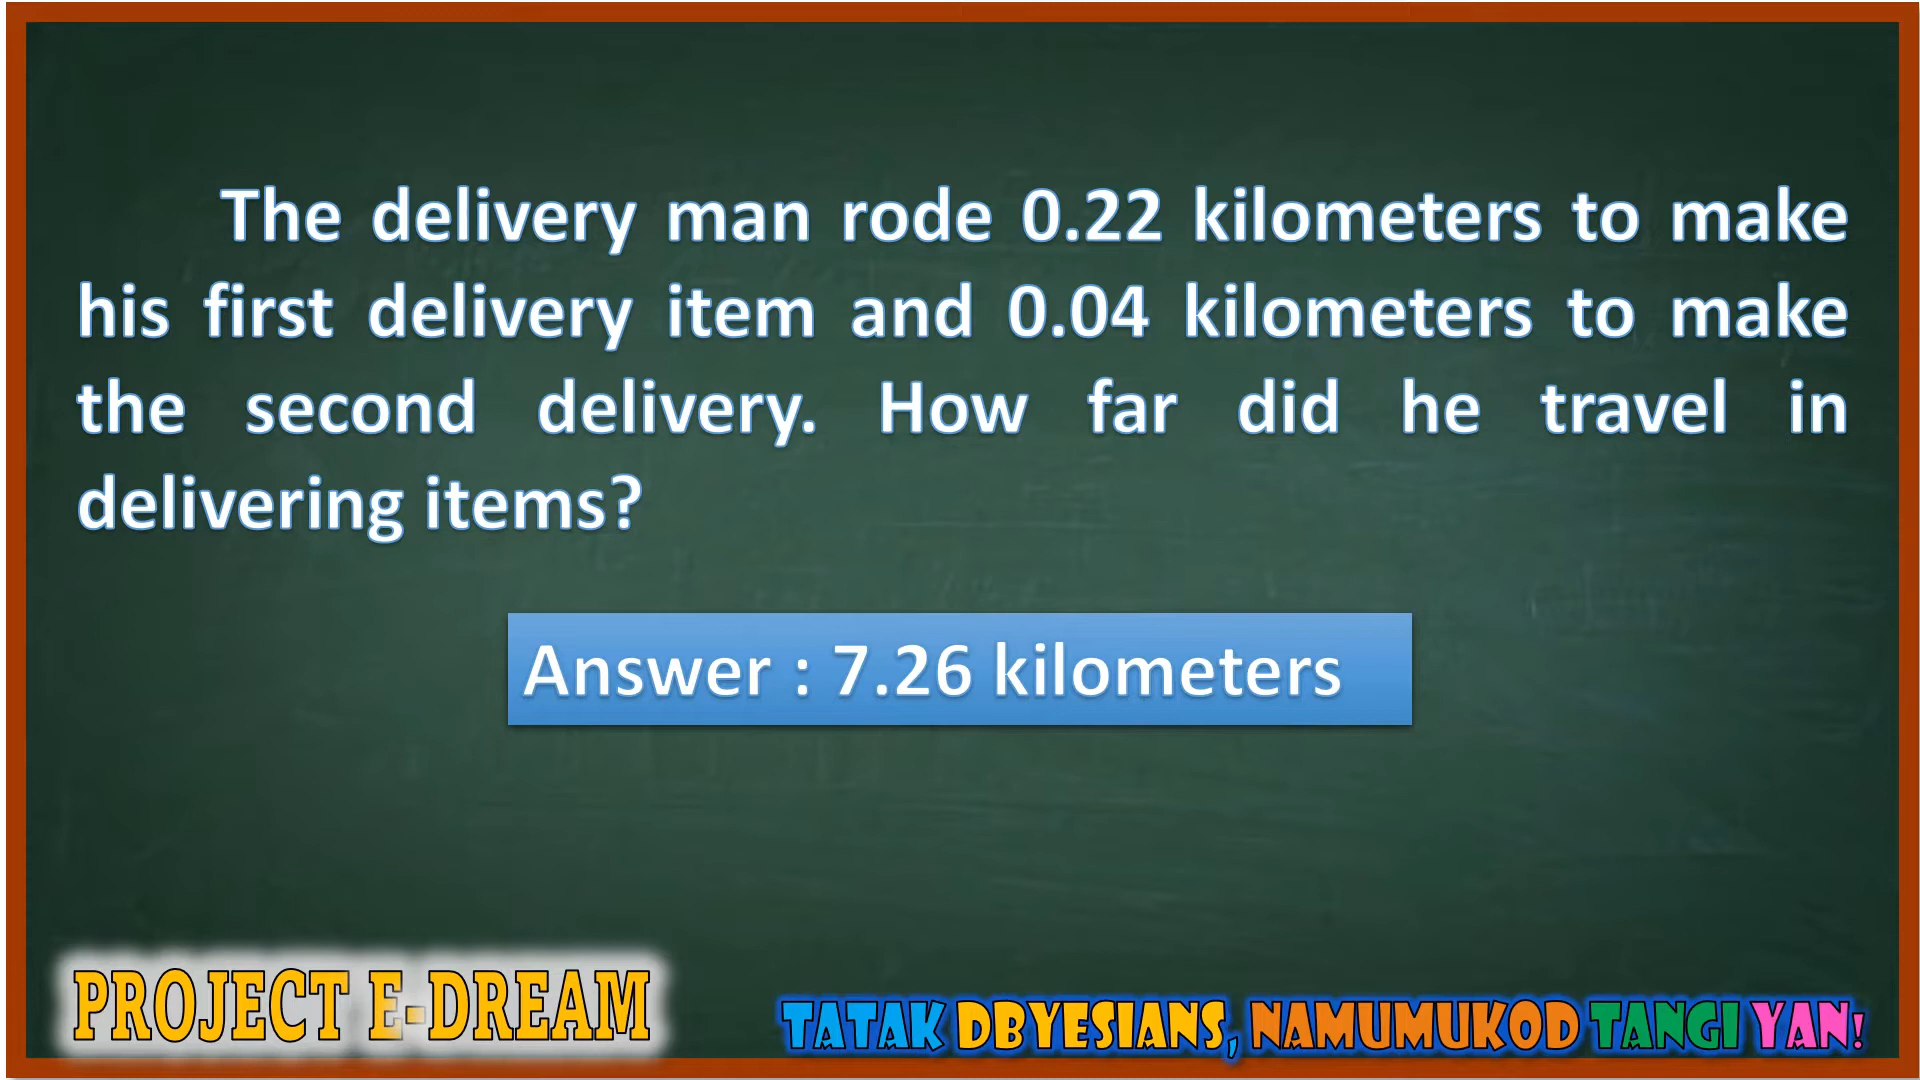 The delivery man rode 0.22 kilometers to make
his first delivery item and 0.04 kilometers to make
the second delivery. How far did he travel in
delivering items?
Answer : 7.26 kilometers
PROJECT E-DREAM
TATAK DBYESIANS, NAMUMUKOD TANGI YAN!